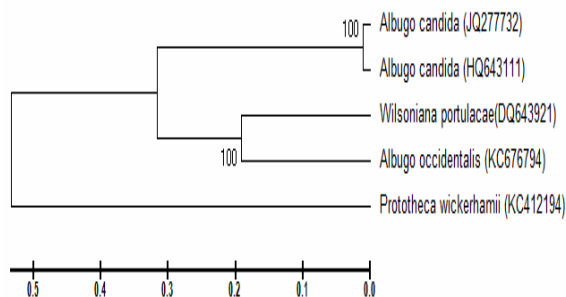 100
Albugo candida (JQ277732)
Albugo candida (HQ643111)
Wilsoniana portulacae(DQ643921)
100
Albugo occidentalis (KC676794)
Prototheca wickerhamii (KC412194)
0.5 0.4 0.3 0.2 0.1 0.0